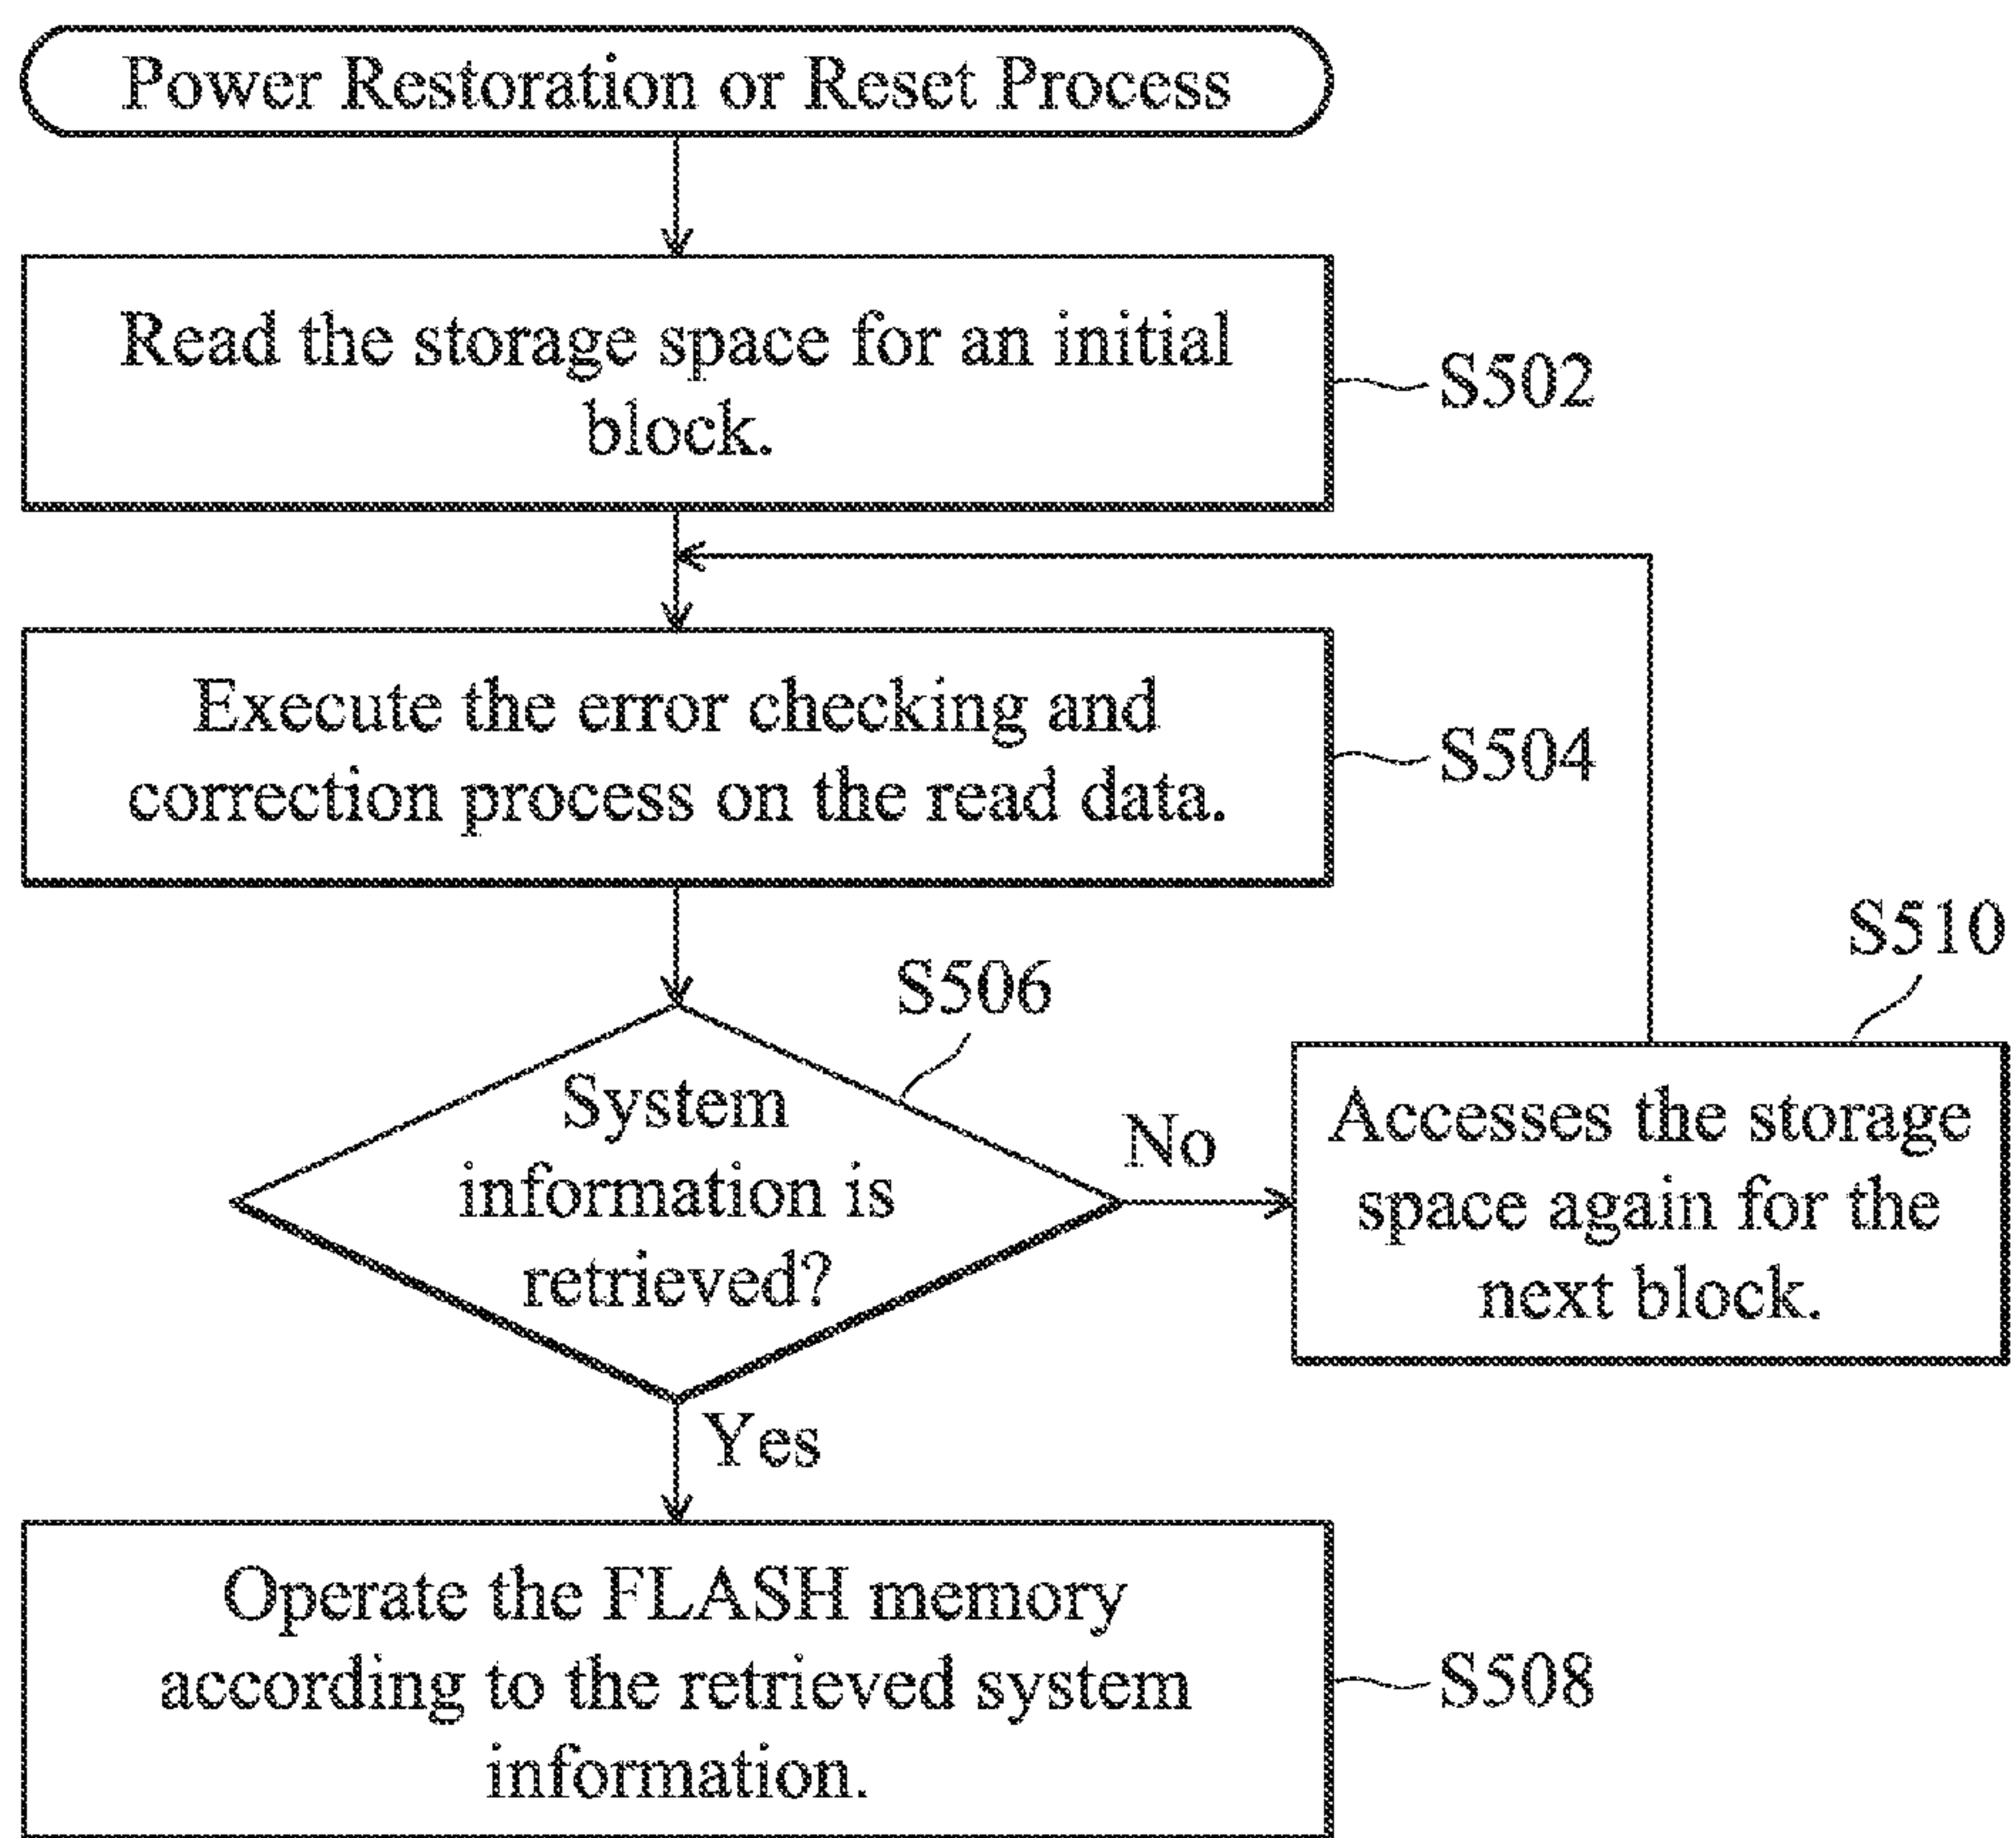 Power Restoration or Reset Process
Read the storage space for an initial
block.
S502
Execute the error checking and
correction process on the read data.
S504
S506
System
information is
retrieved?
No
S510
Accesses the storage
space again for the
next block.
Yes
Operate the FLASH memory
according to the retrieved system
information.
S508